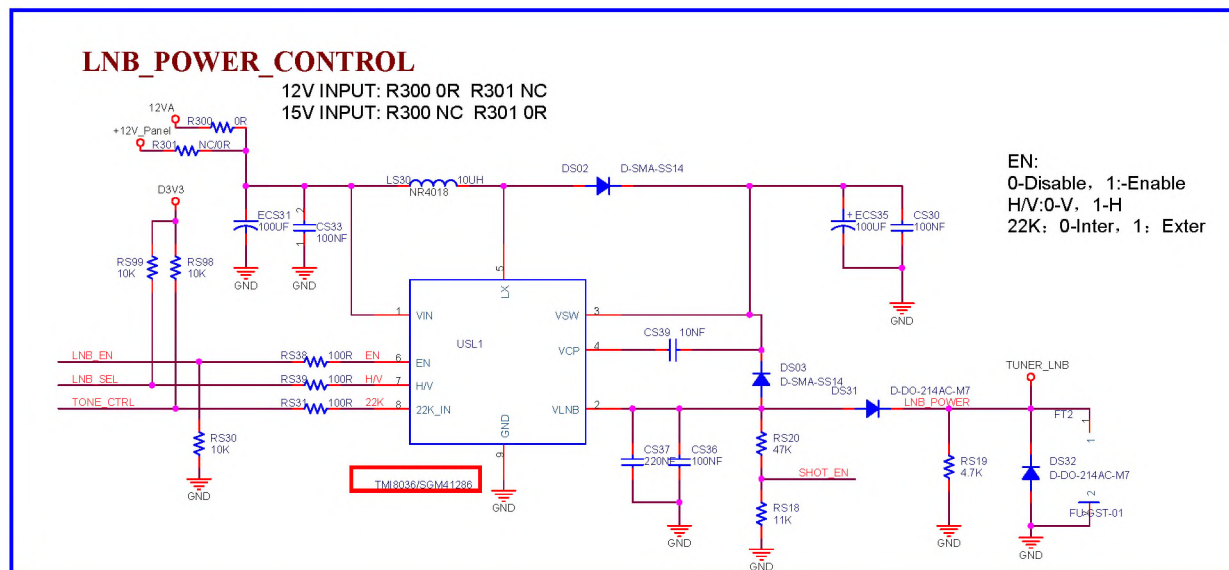 LNB_POWER_CONTROL
12V INPUT: R300 0R R301 NC
15V INPUT: R300 NC R301 0R
12VA
R300 0R
+12V_Panel
R301 NC/0R
D3V3
LS30 10UH
NR4018
DS02 D-SMA-SS14
EN:
0-Disable, 1:-Enable
H/V:0-V, 1-H
22K: 0-Inter, 1: Exter
ECS31
100UF
CS33
100NF
2
1
ECS35
100UF
+
CS30
100NF
RS99
10K
RS98
10K
GND
GND
GND
5
LX
1
VIN
VSW
3
USL1
CS39 10NF
VCP
4
LNB_EN
RS38 100R EN
6
EN
LNB_SEL
RS39 100R H/V
7
H/V
TONE_CTRL
RS31 100R 22K
8
22K_IN
GND
9
VLNB
2
DS03
D-SMA-SS14
DS31 D-DO-214AC-M7
LNB_POWER
TUNER_LNB
FT2
1
1
RS30
10K
GND
TMI8036/SGM41286
GND
CS37
220NF
CS36
100NF
GND
RS20
47K
SHOT_EN
RS18
11K
GND
RS19
4.7K
GND
DS32
D-DO-214AC-M7
GND
2
FU-GST-01